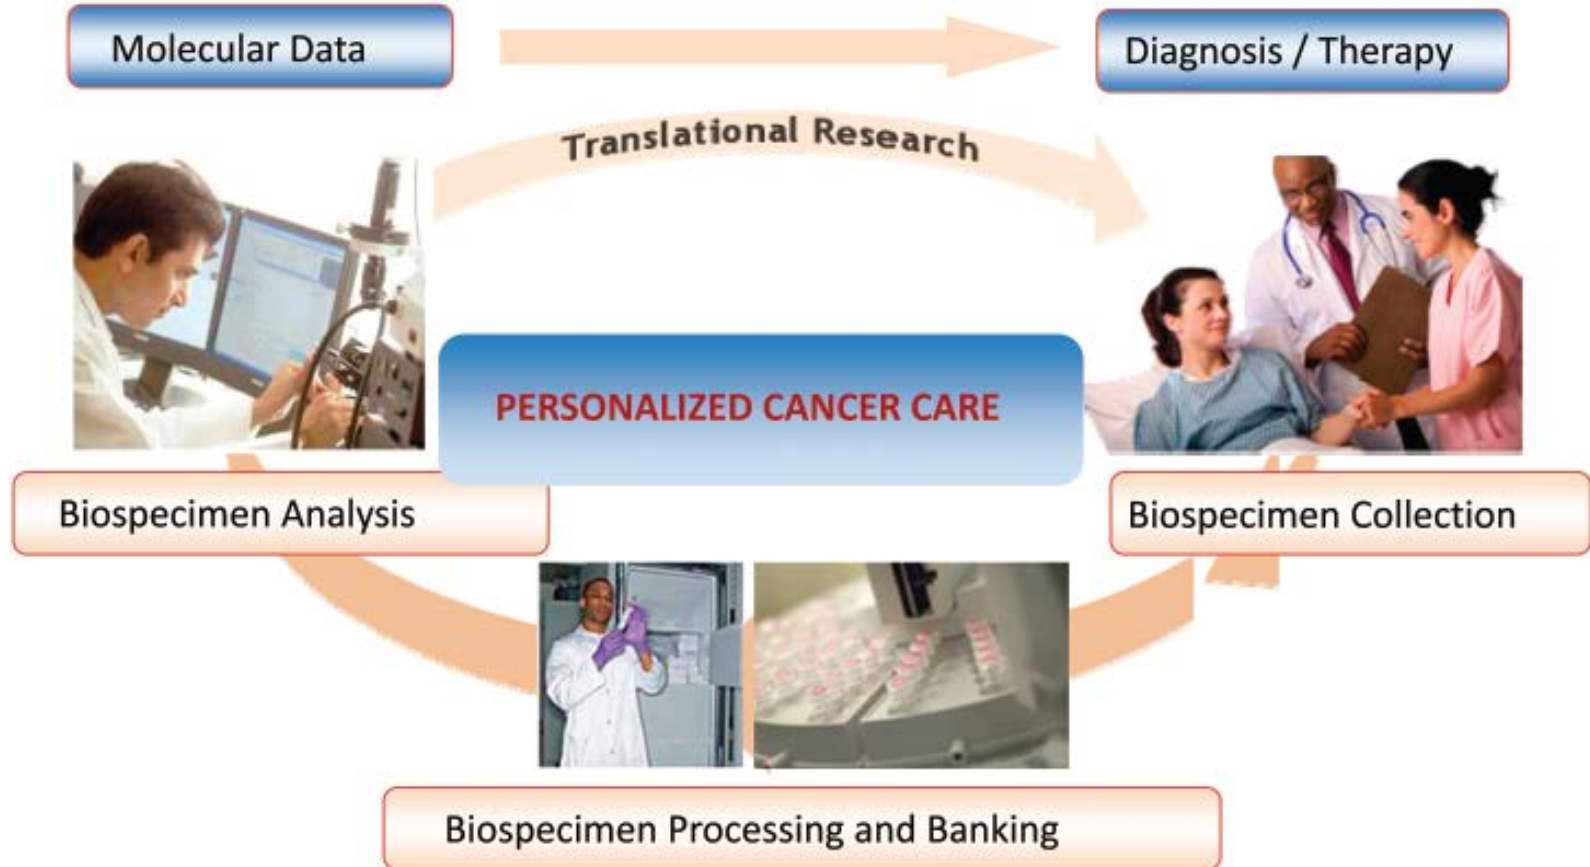 Molecular Data
Diagnosis / Therapy
Translational Research
PERSONALIZED CANCER CARE
Biospecimen Analysis
Biospecimen Collection
Biospecimen Processing and Banking